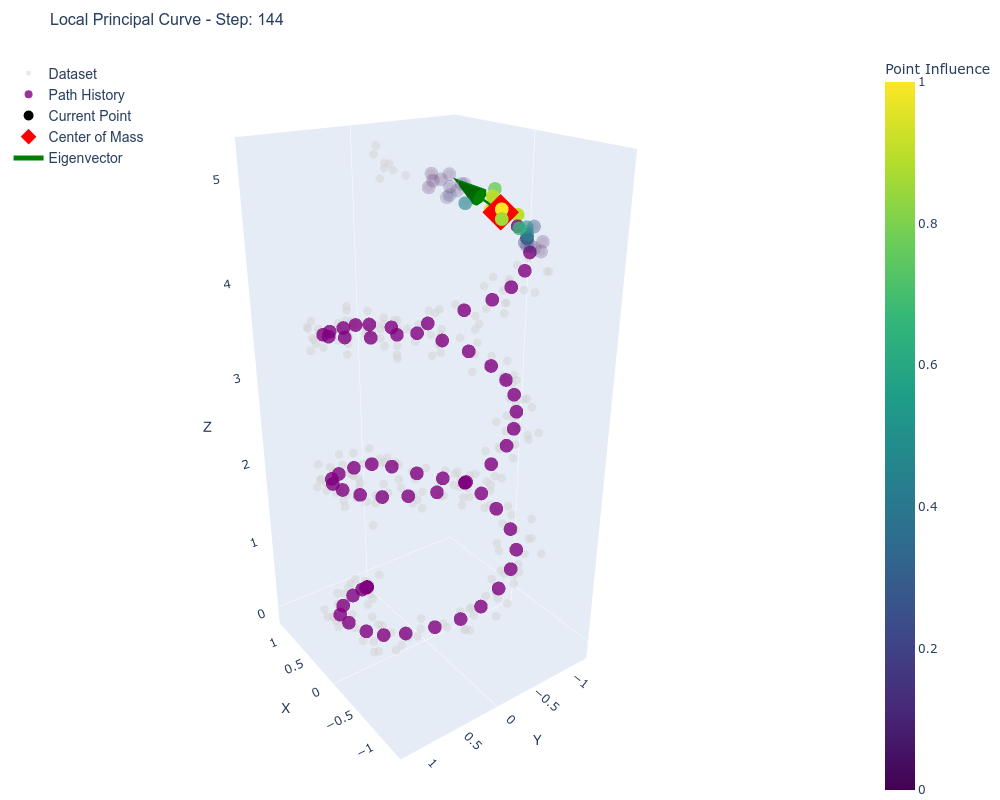 Local Principal Curve - Step: 144
Dataset
Path History
Current Point
Center of Mass
Eigenvector
Point Influence
1
0.8
0.6
0.4
0.2
0
5
4
3
2
1
0
Z
1
0.5
0
−0.5
−1
X
1
0.5
0
−0.5
−1
Y